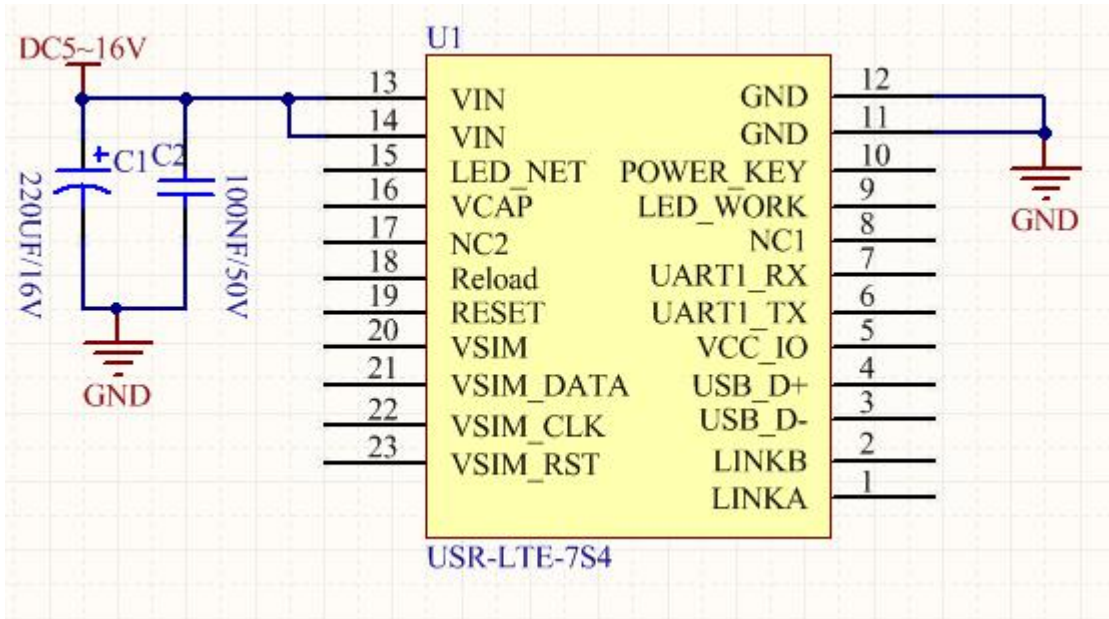 DC5~16V
U1
13 VIN GND 12
14 VIN GND 11
15 LED_NET POWER_KEY 10
16 VCAP LED_WORK 9
17 NC2 NC1 8
18 Reload UART1_RX 7
19 RESET UART1_TX 6
20 VSIM VCC_IO 5
21 VSIM_DATA USB_D+ 4
22 VSIM_CLK USB_D- 3
23 VSIM_RST LINKB 2
LINKA 1
+C1
C2
220UF/16V
100NF/50V
GND
GND
USR-LTE-7S4